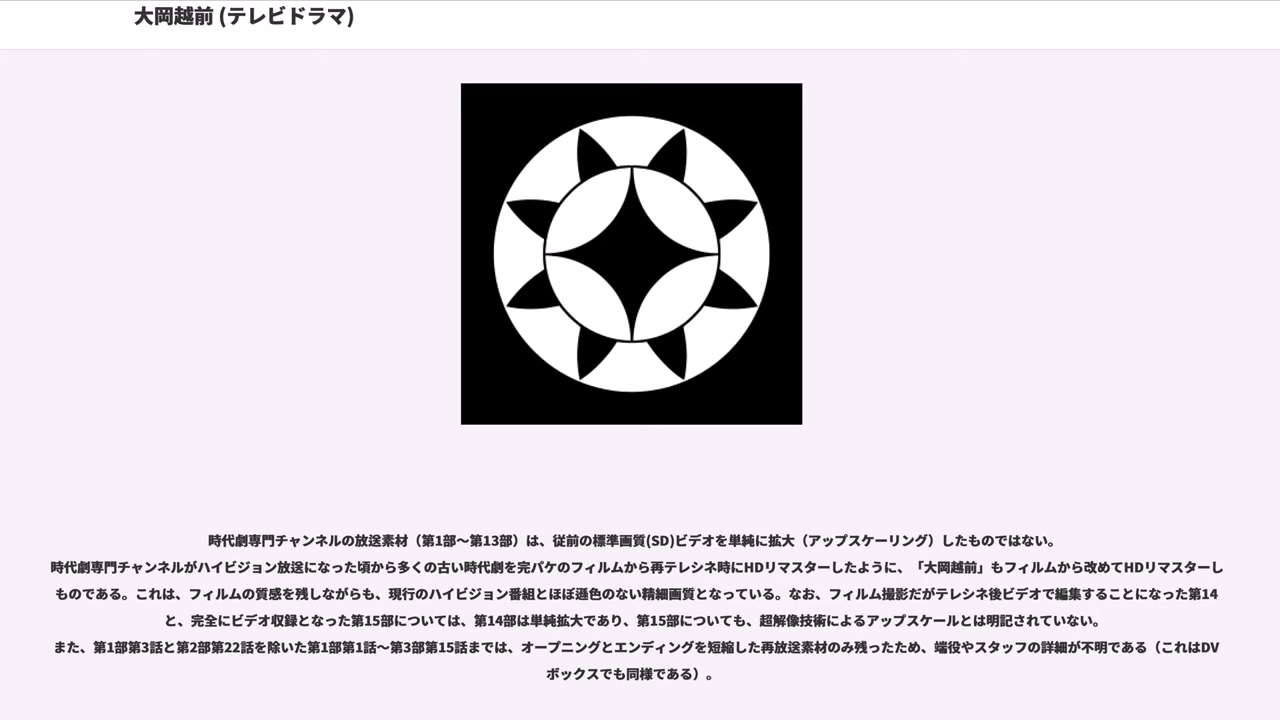 大岡越前 (テレビドラマ)
時代劇専門チャンネルの放送素材（第1部〜第13部）は、従前の標準画質(SD)ビデオを単純に拡大（アップスケーリング）したものではない。
時代劇専門チャンネルがハイビジョン放送になった頃から多くの古い時代劇を完パケのフィルムから再テレシネ時にHDリマスターしたように、「大岡越前」もフィルムから改めてHDリマスターし
ものである。これは、フィルムの質感を残しながらも、現行のハイビジョン番組とほぼ遜色のない精細画質となっている。なお、フィルム撮影だがテレシネ後ビデオで編集することになった第14
と、完全にビデオ収録となった第15部については、第14部は単純拡大であり、第15部についても、超解像技術によるアップスケールとは明記されていない。
また、第1部第3話と第2部第22話を除いた第1部第1話〜第3部第15話までは、オープニングとエンディングを短縮した再放送素材のみ残ったため、端役やスタッフの詳細が不明である（これはDV
ボックスでも同様である）。